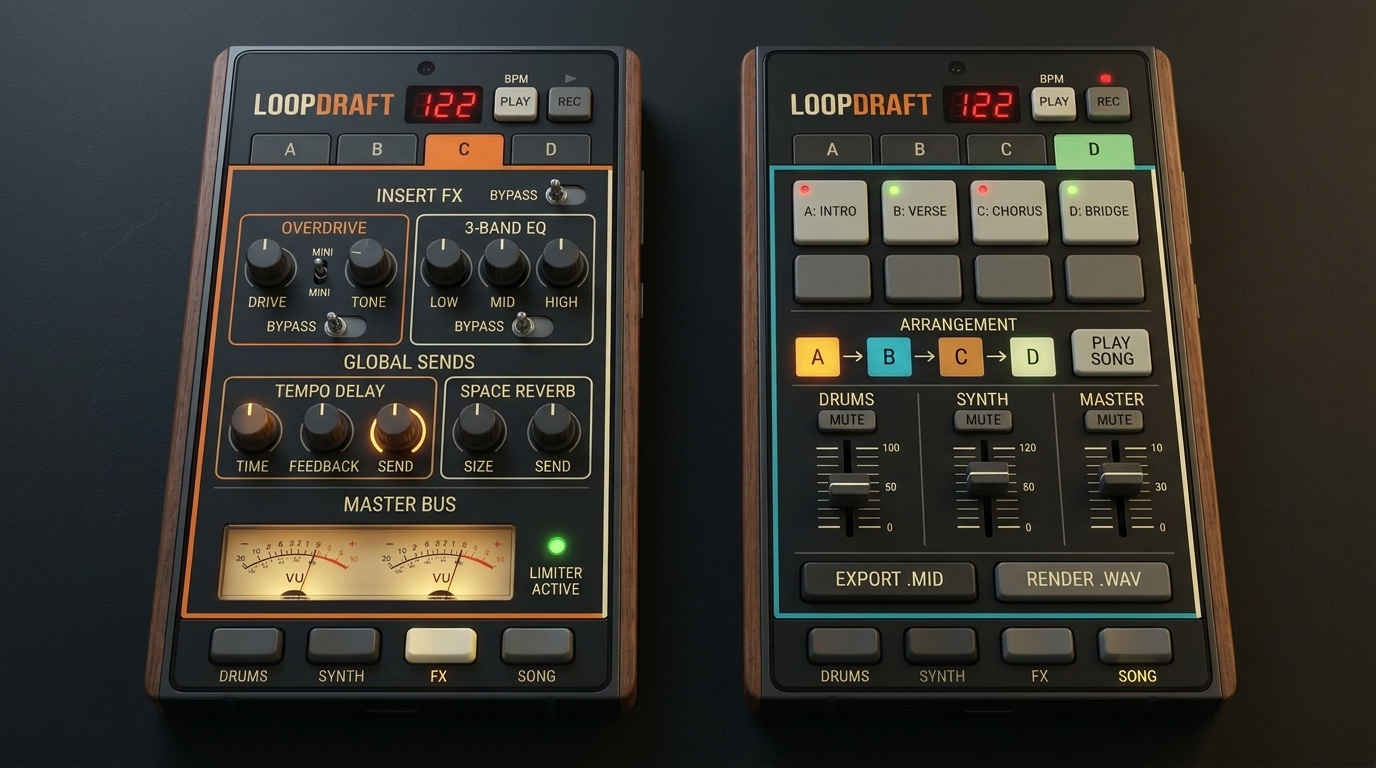 BPM
LOOPDRAFT 122 PLAY REC
A B C D
INSERT FX BYPASS
OVERDRIVE
MINI
MINI
DRIVE TONE
BYPASS
3-BAND EQ
LOW MID HIGH
BYPASS
GLOBAL SENDS
TEMPO DELAY
TIME FEEDBACK SEND
SPACE REVERB
SIZE SEND
MASTER BUS
VU
VU
LIMITER
ACTIVE
DRUMS SYNTH FX SONG
BPM
LOOPDRAFT 122 PLAY REC
A B C D
A: INTRO B: VERSE C: CHORUS D: BRIDGE
ARRANGEMENT
A → B → C → D
PLAY
SONG
DRUMS SYNTH MASTER
MUTE MUTE MUTE
100 120 10
50 60 30
0 0 0
EXPORT .MID RENDER .WAV
DRUMS SYNTH FX SONG